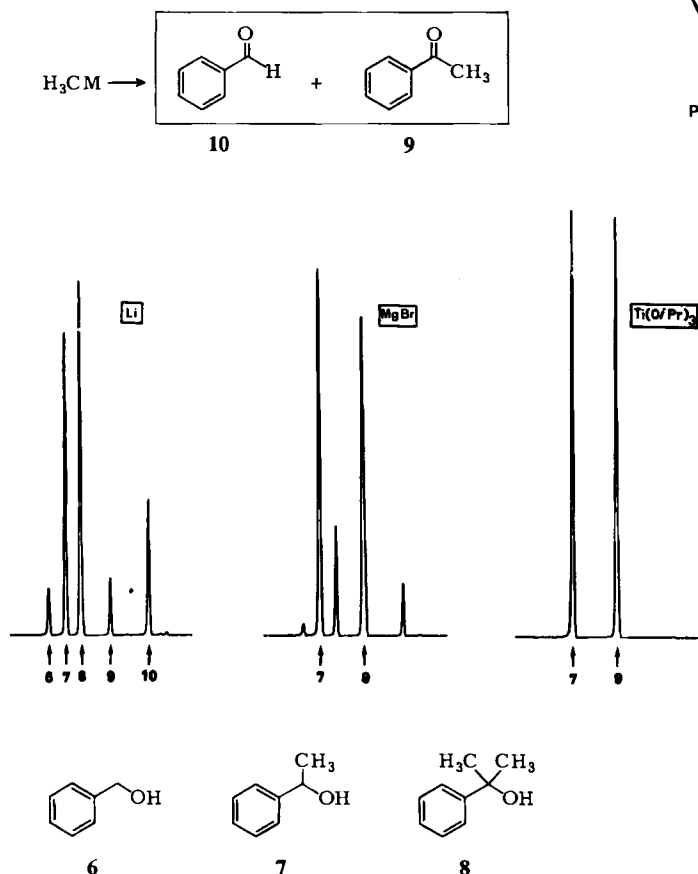 P
H₃CM → O H + O CH₃
10 9
Li
MgBr
Ti(O/Pr)₃
6 7 8 9 10
7 9
7 9
OH
CH₃ OH
H₃C CH₃ OH
6 7 8